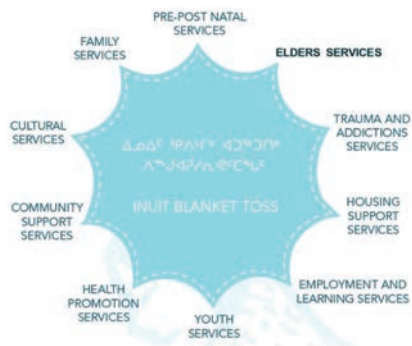 PRE-POST NATAL
SERVICES
FAMILY
SERVICES
ELDERS SERVICES
CULTURAL
SERVICES
TRAUMA AND
ADDICTIONS
SERVICES
INUIT BLANKET TOSS
COMMUNITY
SUPPORT
SERVICES
HOUSING
SUPPORT
SERVICES
HEALTH
PROMOTION
SERVICES
EMPLOYMENT AND
LEARNING SERVICES
YOUTH
SERVICES